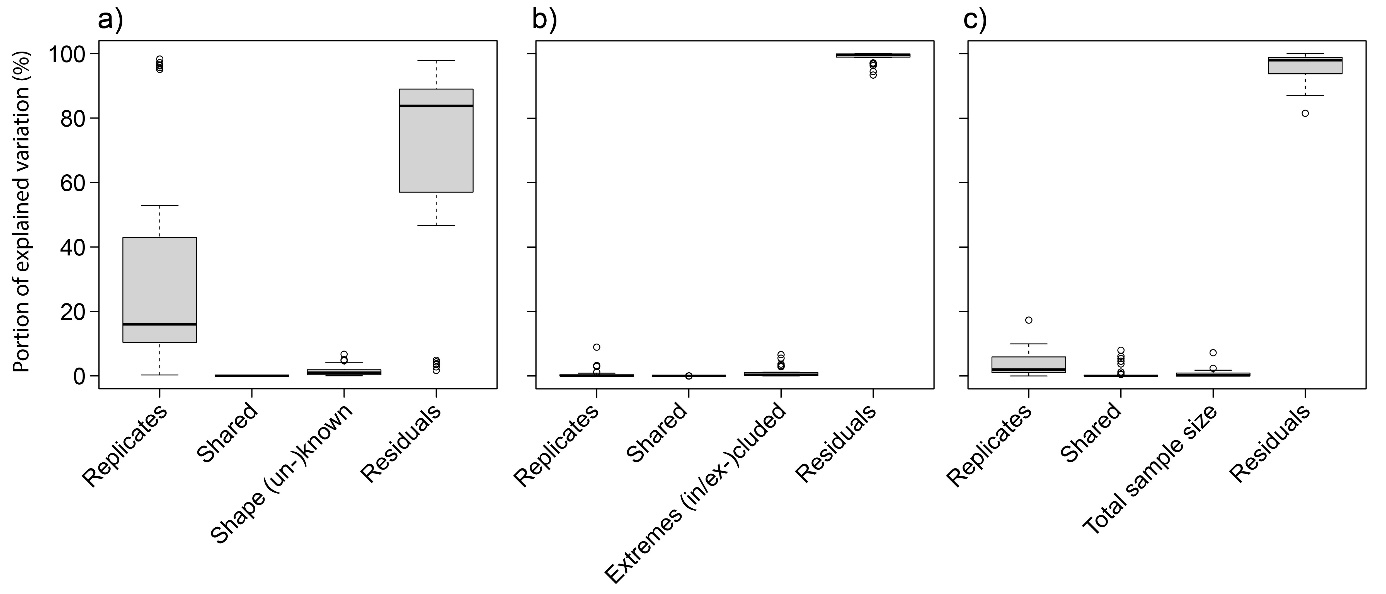 a)
b)
c)
Portion of explained variation (%)
100
80
60
40
20
0
Replicates
Shared
Shape (un-)known
Residuals
Replicates
Shared
Extremes (in/ex-)cluded
Residuals
Replicates
Shared
Total sample size
Residuals